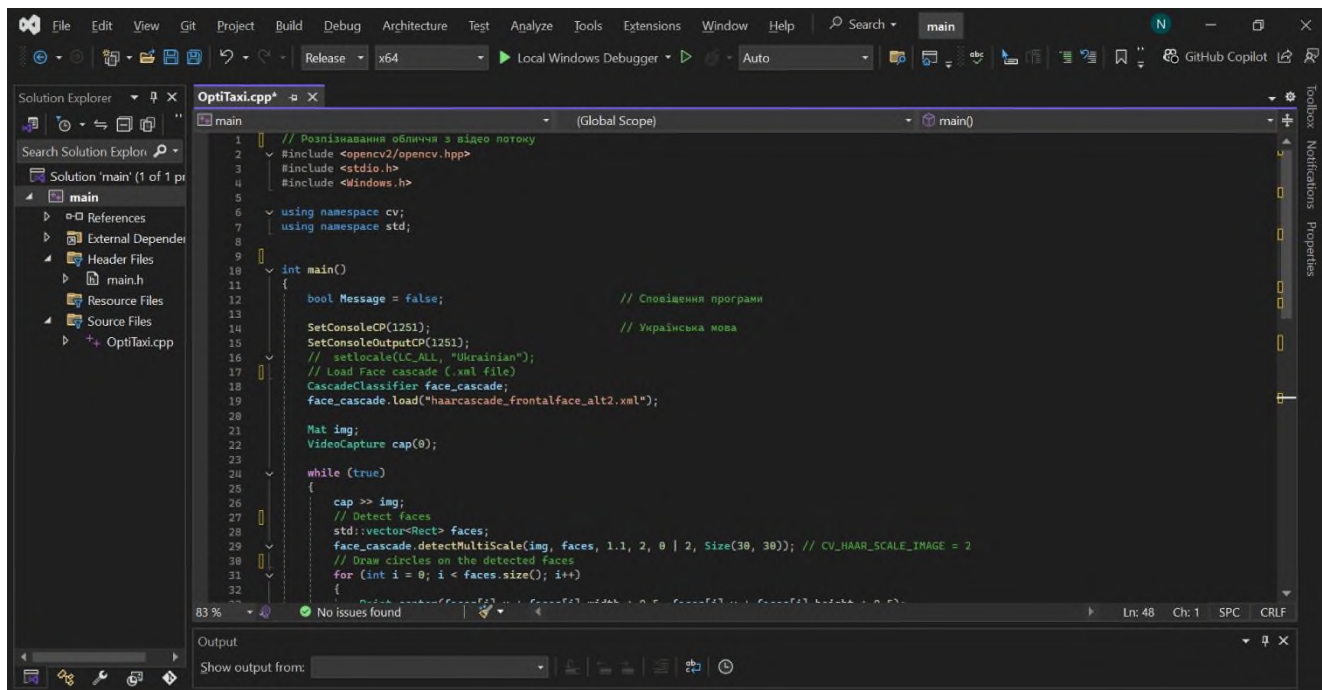 File Edit View Git Project Build Debug Architecture Test Analyze Tools Extensions Window Help Search main N
Release x64 Local Windows Debugger Auto GitHub Copilot
Solution Explorer
OptiTaxi.cpp*
main (Global Scope) main()
Search Solution Explor
Solution 'main' (1 of 1 pr
main
References
External Depender
Header Files
main.h
Resource Files
Source Files
OptiTaxi.cpp
1 // Розпізнавання обличчя з відео потоку
2 #include <opencv2/opencv.hpp>
3 #include <stdio.h>
4 #include <Windows.h>
5
6 using namespace cv;
7 using namespace std;
8
9
10 int main()
11 {
12 bool Message = false; // Сповіщення програми
13
14 SetConsoleCP(1251); // Українська мова
15 SetConsoleOutputCP(1251);
16 // setlocale(LC_ALL, "Ukrainian");
17 // Load Face cascade (.xml file)
18 CascadeClassifier face_cascade;
19 face_cascade.load("haarcascade_frontalface_alt2.xml");
20
21 Mat img;
22 VideoCapture cap(0);
23
24 while (true)
25 {
26 cap >> img;
27 // Detect faces
28 std::vector<Rect> faces;
29 face_cascade.detectMultiScale(img, faces, 1.1, 2, 0 | 2, Size(30, 30)); // CV_HAAR_SCALE_IMAGE = 2
30 // Draw circles on the detected faces
31 for (int i = 0; i < faces.size(); i++)
32 {
83 % No issues found Ln: 48 Ch: 1 SPC CRLF
Output
Show output from:
Toolbox
Notifications
Properties